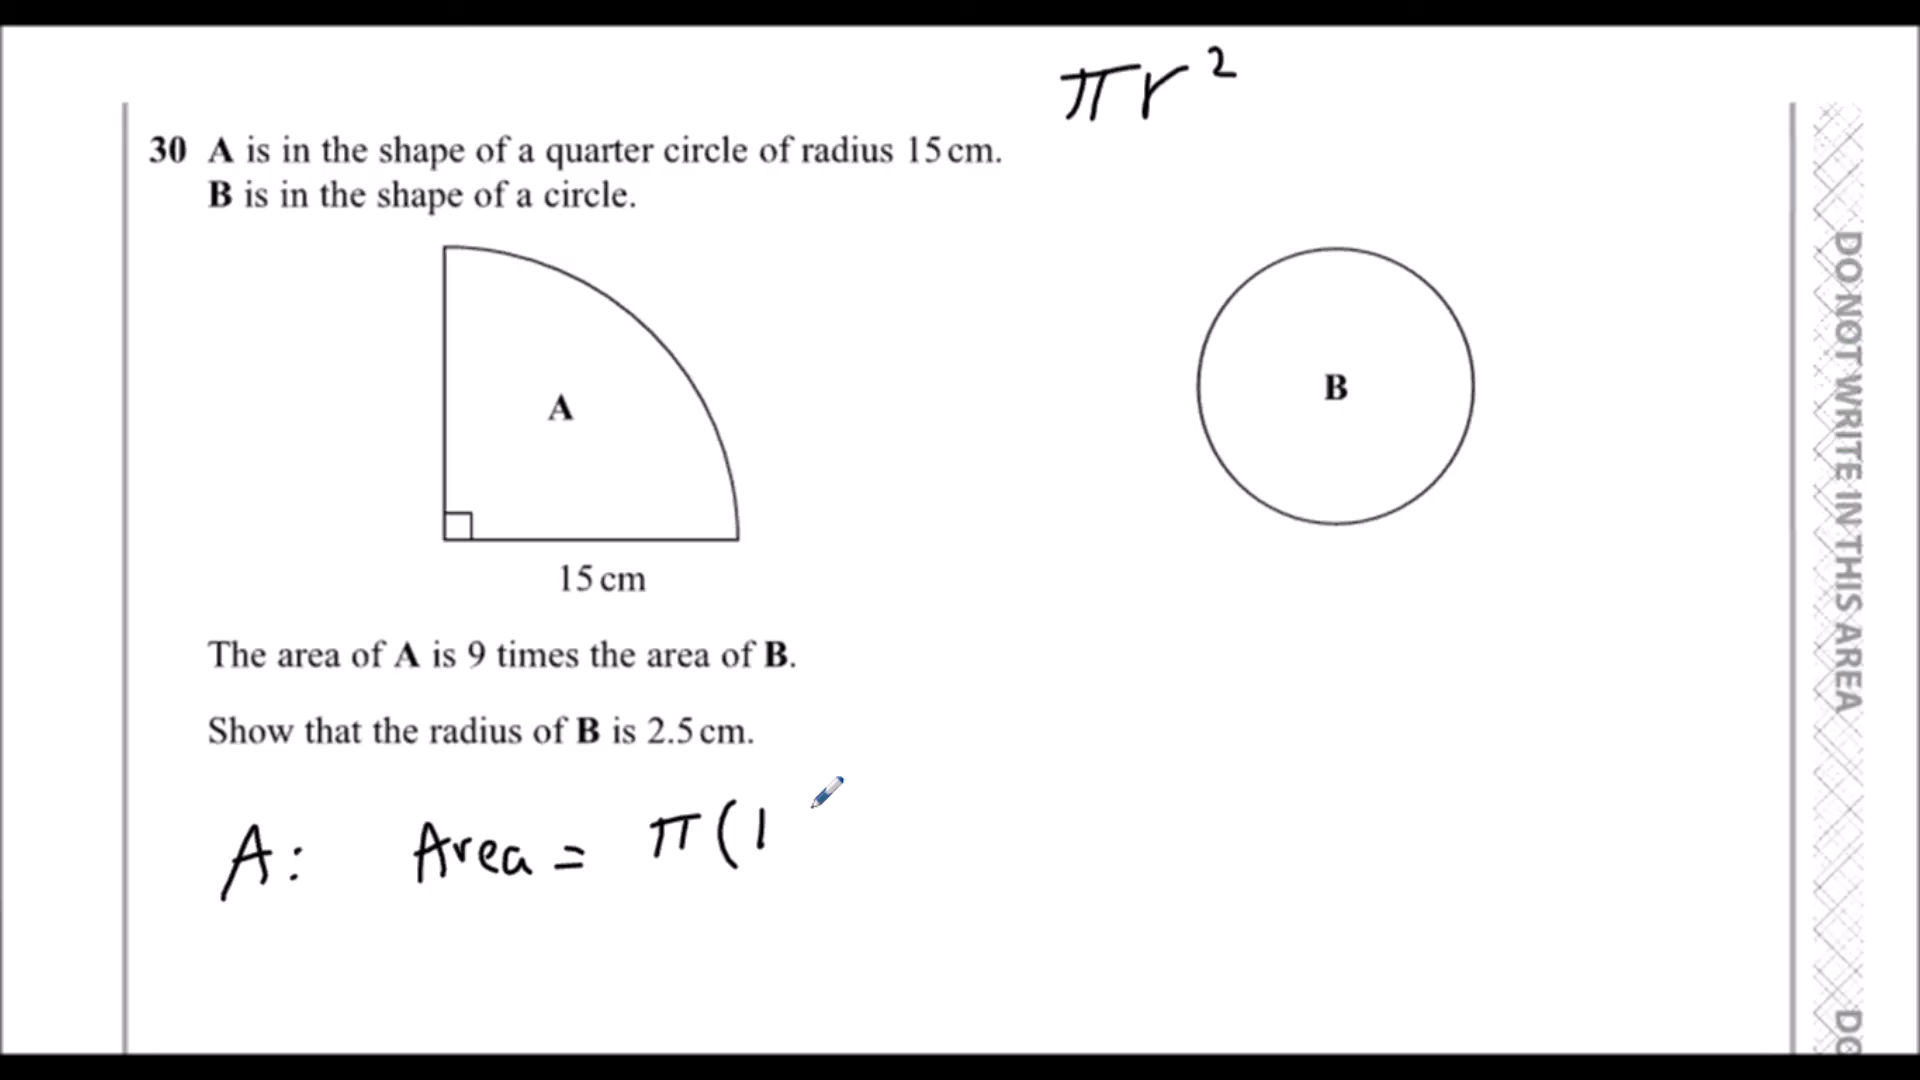 πr²
30 A is in the shape of a quarter circle of radius 15 cm.
B is in the shape of a circle.
A
B
15 cm
The area of A is 9 times the area of B.
Show that the radius of B is 2.5 cm.
A: Area = π(1
DO NOT WRITE IN THIS AREA
DO